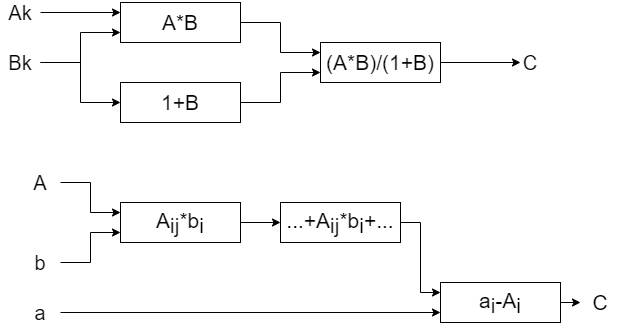 Ak
A*B
Bk
(A*B)/(1+B)
C
1+B
A
Aij*bi
...+Aij*bi+...
b
ai-Ai
C
a